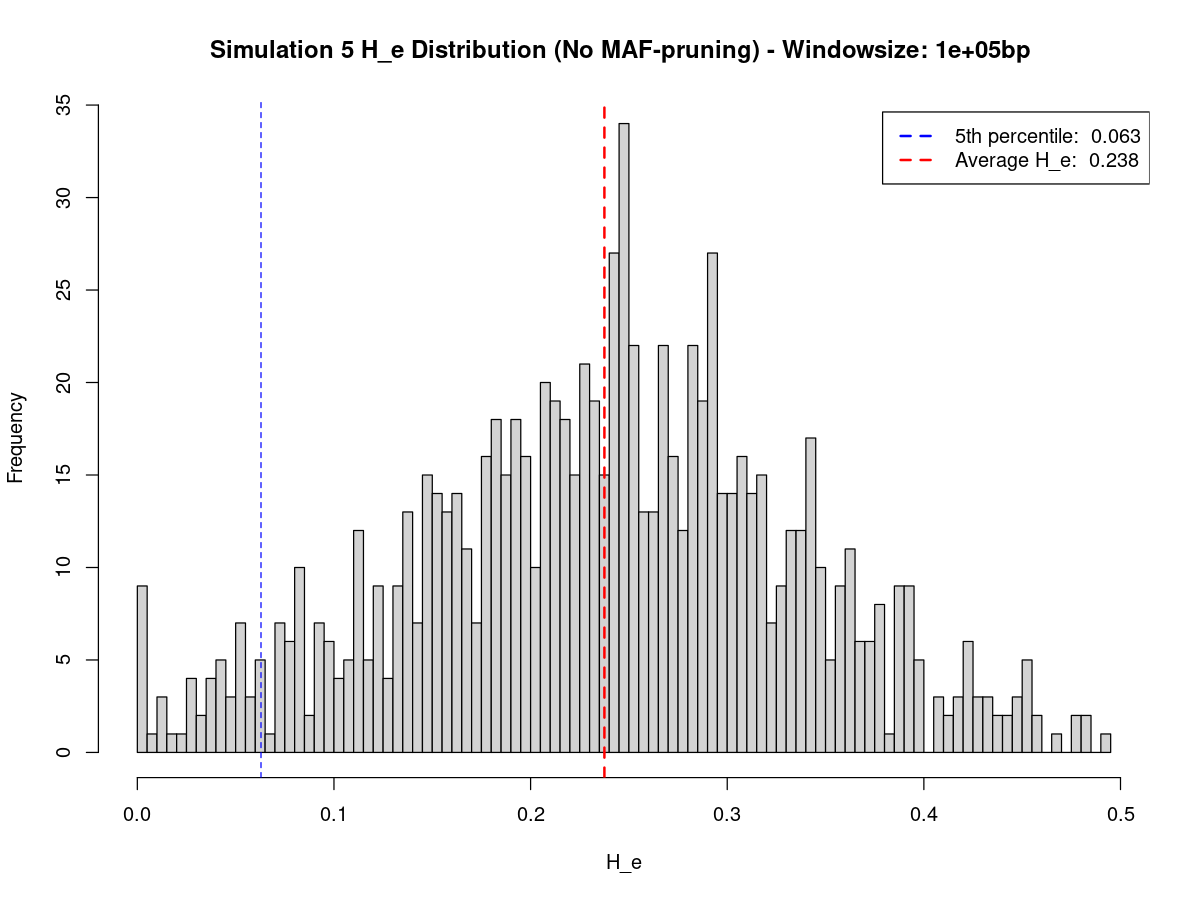 Simulation 5 H_e Distribution (No MAF-pruning) - Windowsize: 1e+05bp
5th percentile:  0.063
Average H_e:  0.238
Frequency
35
30
25
20
15
10
5
0
0.0 0.1 0.2 0.3 0.4 0.5
H_e